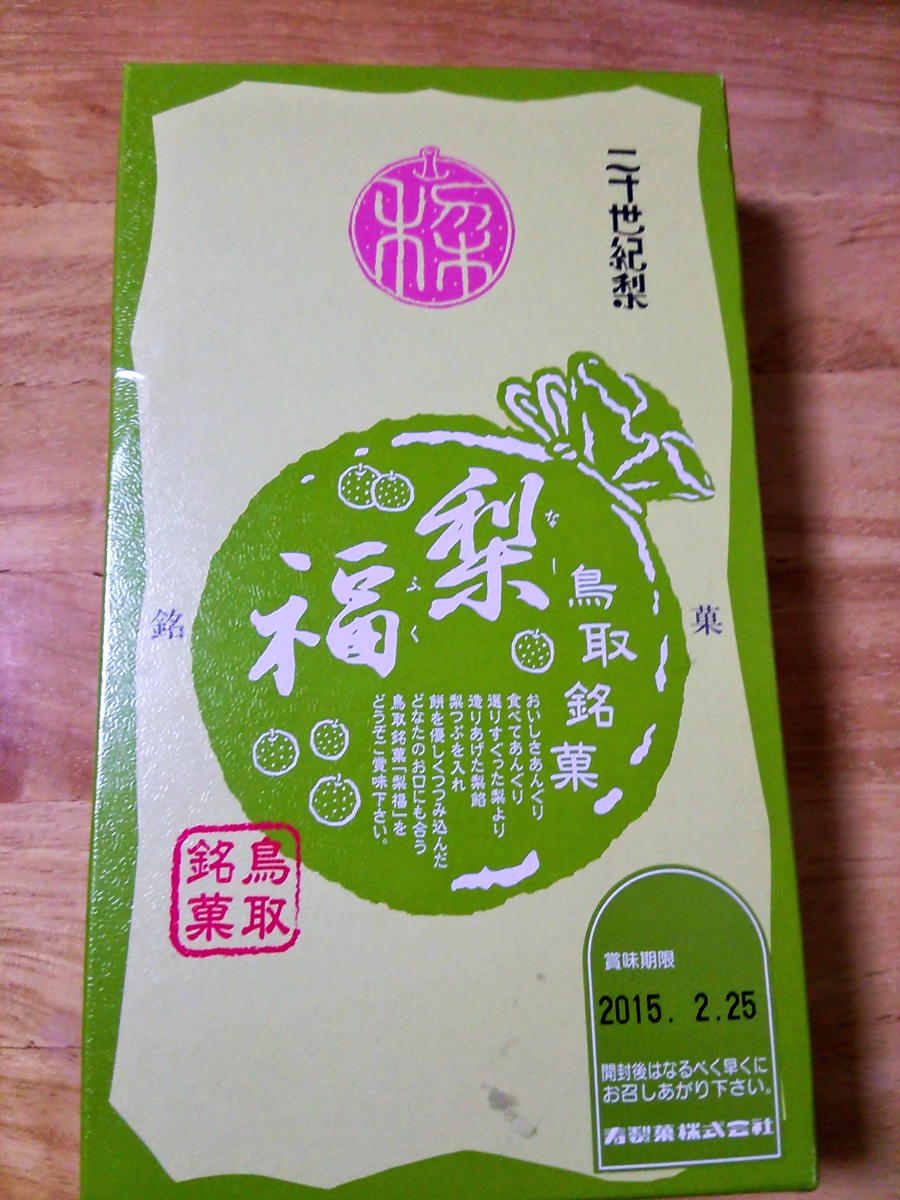 二十世紀梨
梨
梨福
なしふく
鳥取銘菓
銘
菓
おいしさあんぐり
食べてあんぐり
選りすぐった梨より
造りあげた梨餡
梨つぶを入れ
餅を優しくつつみ込んだ
どなたのお口にも合う
鳥取銘菓「梨福」を
どうぞご賞味下さい。
鳥取
銘菓
賞味期限
2015. 2.25
開封後はなるべく早くに
お召しあがり下さい。
寿製菓株式会社